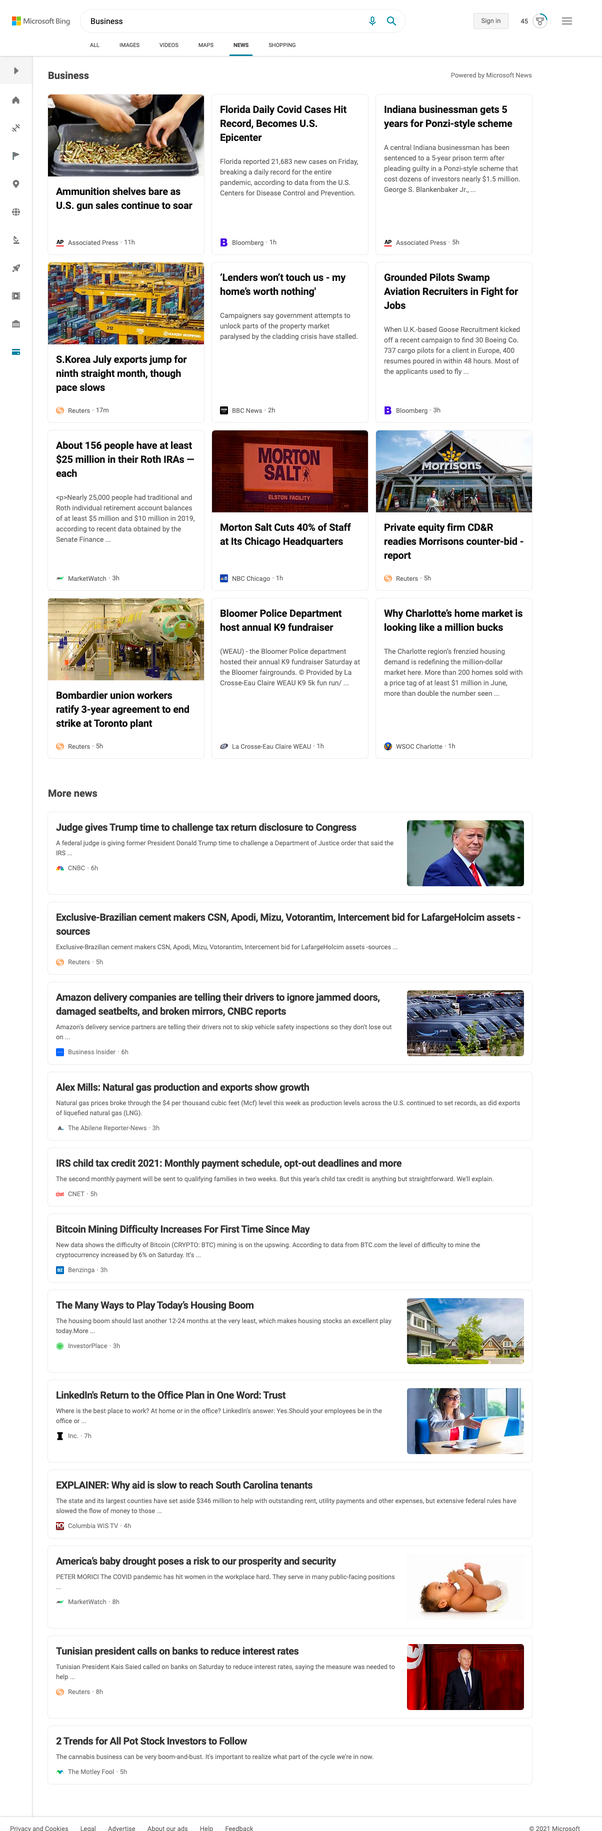 Microsoft Bing
Business
Sign in
45
ALL
IMAGES
VIDEOS
MAPS
NEWS
SHOPPING
Business
Powered by Microsoft News
Ammunition shelves bare as
U.S. gun sales continue to soar
AP Associated Press · 11h
Florida Daily Covid Cases Hit
Record, Becomes U.S.
Epicenter
Florida reported 21,683 new cases on Friday,
breaking a daily record for the entire
pandemic, according to data from the U.S.
Centers for Disease Control and Prevention.
B Bloomberg · 1h
Indiana businessman gets 5
years for Ponzi-style scheme
A central Indiana businessman has been
sentenced to a 5-year prison term after
pleading guilty in a Ponzi-style scheme that
cost dozens of investors nearly $1.5 million.
George S. Blankenbaker Jr., ...
AP Associated Press · 5h
S.Korea July exports jump for
ninth straight month, though
pace slows
Reuters · 17m
‘Lenders won’t touch us - my
home’s worth nothing’
Campaigners say government attempts to
unlock parts of the property market
paralysed by the cladding crisis have stalled.
BBC News · 2h
Grounded Pilots Swamp
Aviation Recruiters in Fight for
Jobs
When U.K.-based Goose Recruitment kicked
off a recent campaign to find 30 Boeing Co.
737 cargo pilots for a client in Europe, 400
resumes poured in within 48 hours. Most of
the applicants used to fly ...
B Bloomberg · 3h
About 156 people have at least
$25 million in their Roth IRAs —
each
<p>Nearly 25,000 people had traditional and
Roth individual retirement account balances
of at least $5 million and $10 million in 2019,
according to recent data obtained by the
Senate Finance ...
MarketWatch · 3h
MORTON
SALT
ELSTON FACILITY
Morton Salt Cuts 40% of Staff
at Its Chicago Headquarters
NBC Chicago · 1h
Morrisons
Private equity firm CD&R
readies Morrisons counter-bid -
report
Reuters · 5h
Bombardier union workers
ratify 3-year agreement to end
strike at Toronto plant
Reuters · 5h
Bloomer Police Department
host annual K9 fundraiser
(WEAU) - the Bloomer Police department
hosted their annual K9 fundraiser Saturday at
the Bloomer fairgrounds. © Provided by La
Crosse-Eau Claire WEAU K9 5k fun run/ ...
La Crosse-Eau Claire WEAU · 1h
Why Charlotte’s home market is
looking like a million bucks
The Charlotte region’s frenzied housing
demand is redefining the million-dollar
market here. More than 200 homes sold with
a price tag of at least $1 million in June,
more than double the number seen ...
WSOC Charlotte · 1h
More news
Judge gives Trump time to challenge tax return disclosure to Congress
A federal judge is giving former President Donald Trump time to challenge a Department of Justice order that said the
IRS ...
CNBC · 6h
Exclusive-Brazilian cement makers CSN, Apodi, Mizu, Votorantim, Intercement bid for LafargeHolcim assets -
sources
Exclusive-Brazilian cement makers CSN, Apodi, Mizu, Votorantim, Intercement bid for LafargeHolcim assets -sources ...
Reuters · 5h
Amazon delivery companies are telling their drivers to ignore jammed doors,
damaged seatbelts, and broken mirrors, CNBC reports
Amazon's delivery service partners are telling their drivers not to skip vehicle safety inspections so they don't lose out
on ...
Business Insider · 6h
Alex Mills: Natural gas production and exports show growth
Natural gas prices broke through the $4 per thousand cubic feet (Mcf) level this week as production levels across the U.S. continued to set records, as did exports
of liquefied natural gas (LNG).
A. The Abilene Reporter-News · 3h
IRS child tax credit 2021: Monthly payment schedule, opt-out deadlines and more
The second monthly payment will be sent to qualifying families in two weeks. But this year's child tax credit is anything but straightforward. We'll explain.
CNET · 5h
Bitcoin Mining Difficulty Increases For First Time Since May
New data shows the difficulty of Bitcoin (CRYPTO: BTC) mining is on the upswing. According to data from BTC.com the level of difficulty to mine the
cryptocurrency increased by 6% on Saturday. It's ...
Benzinga · 3h
The Many Ways to Play Today’s Housing Boom
The housing boom should last another 12-24 months at the very least, which makes housing stocks an excellent play
today.More ...
InvestorPlace · 3h
LinkedIn's Return to the Office Plan in One Word: Trust
Where is the best place to work? At home or in the office? LinkedIn's answer: Yes.Should your employees be in the
office or ...
Inc. · 7h
EXPLAINER: Why aid is slow to reach South Carolina tenants
The state and its largest counties have set aside $346 million to help with outstanding rent, utility payments and other expenses, but extensive federal rules have
slowed the flow of money to those ...
Columbia WIS TV · 4h
America’s baby drought poses a risk to our prosperity and security
PETER MORICI The COVID pandemic has hit women in the workplace hard. They serve in many public-facing positions
...
MarketWatch · 8h
Tunisian president calls on banks to reduce interest rates
Tunisian President Kais Saied called on banks on Saturday to reduce interest rates, saying the measure was needed to
help ...
Reuters · 8h
2 Trends for All Pot Stock Investors to Follow
The cannabis business can be very boom-and-bust. It's important to realize what part of the cycle we're in now.
The Motley Fool · 5h
Privacy and Cookies
Legal
Advertise
About our ads
Help
Feedback
© 2021 Microsoft